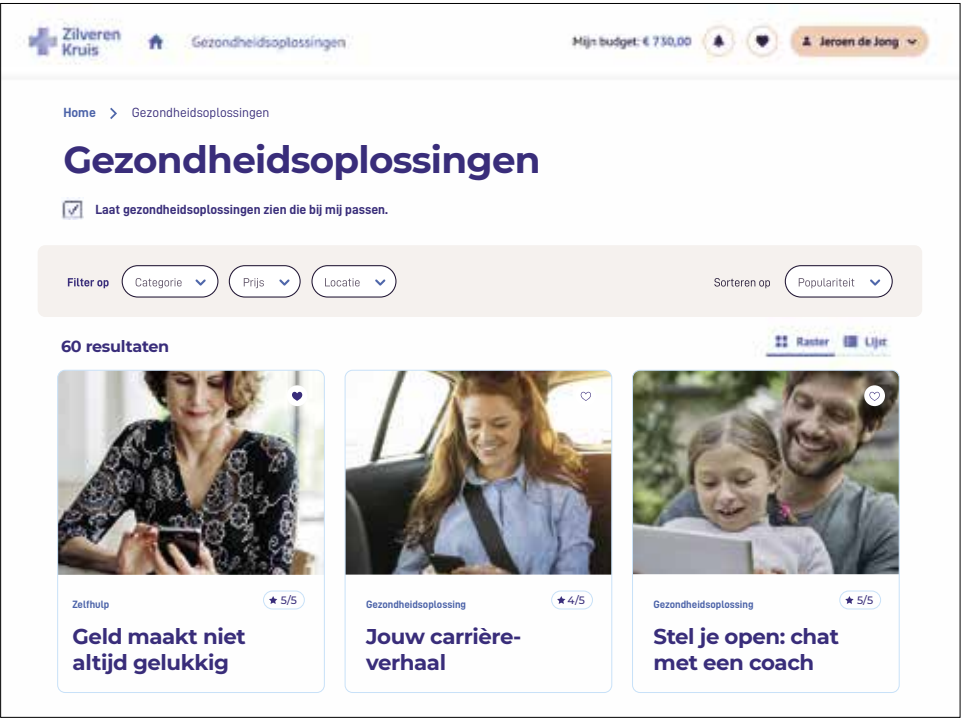 Zilveren
Kruis
Gezondheidsoplossingen
Mijn budget: € 730,00
Jeroen de Jong
Home > Gezondheidsoplossingen
Gezondheidsoplossingen
Laat gezondheidsoplossingen zien die bij mij passen.
Filter op Categorie Prijs Locatie Sorteren op Populariteit
60 resultaten Raster Lijst
Zelfhulp 5/5
Geld maakt niet
altijd gelukkig
Gezondheidsoplossing 4/5
Jouw carrière-
verhaal
Gezondheidsoplossing 5/5
Stel je open: chat
met een coach